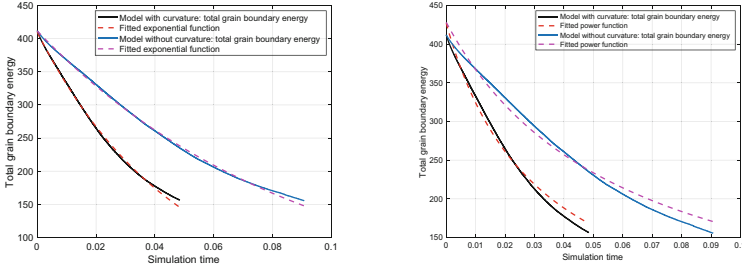 450
400
350
300
250
200
150
100
Total grain boundary energy
Model with curvature: total grain boundary energy
Fitted exponential function
Model without curvature: total grain boundary energy
Fitted exponential function
0 0.02 0.04 0.06 0.08 0.1
Simulation time
450
400
350
300
250
200
150
Total grain boundary energy
Model with curvature: total grain boundary energy
Fitted power function
Model without curvature: total grain boundary energy
Fitted power function
0 0.01 0.02 0.03 0.04 0.05 0.06 0.07 0.08 0.09 0.1
Simulation time